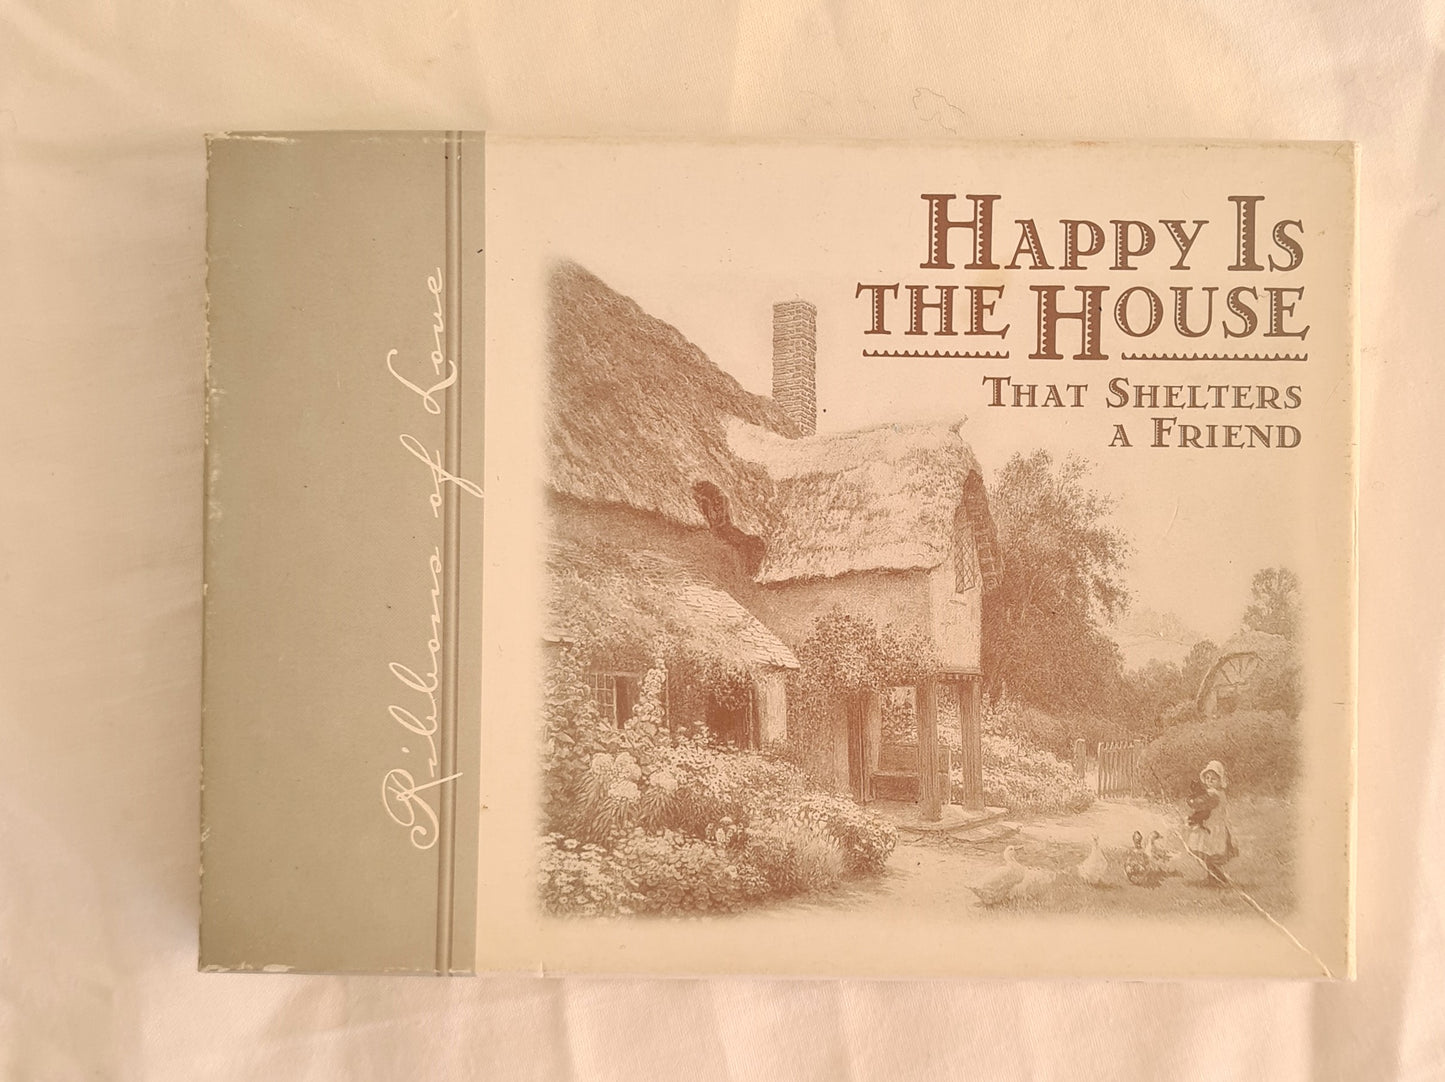 Ribbons of Love
HAPPY IS
THE HOUSE
THAT SHELTERS
A FRIEND